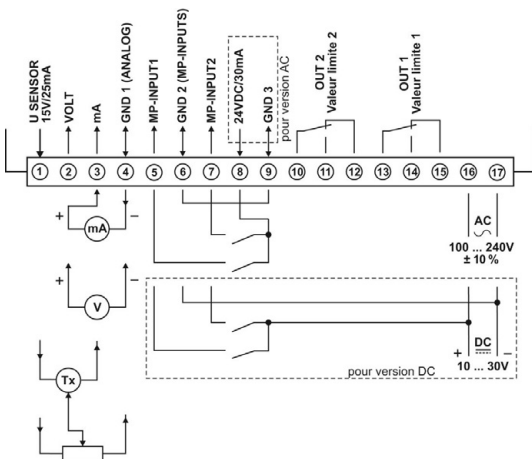 U SENSOR
15V/25mA
VOLT
mA
GND 1 (ANALOG)
MP-INPUT1
GND 2 (MP-INPUTS)
MP-INPUT2
24VDC/30mA
GND 3
pour version AC
OUT 2
Valeur limite 2
OUT 1
Valeur limite 1
1 2 3 4 5 6 7 8 9 10 11 12 13 14 15 16 17
+ mA −
AC
100 ... 240V
± 10 %
+ V −
Tx
+ DC −
10 ... 30V
pour version DC